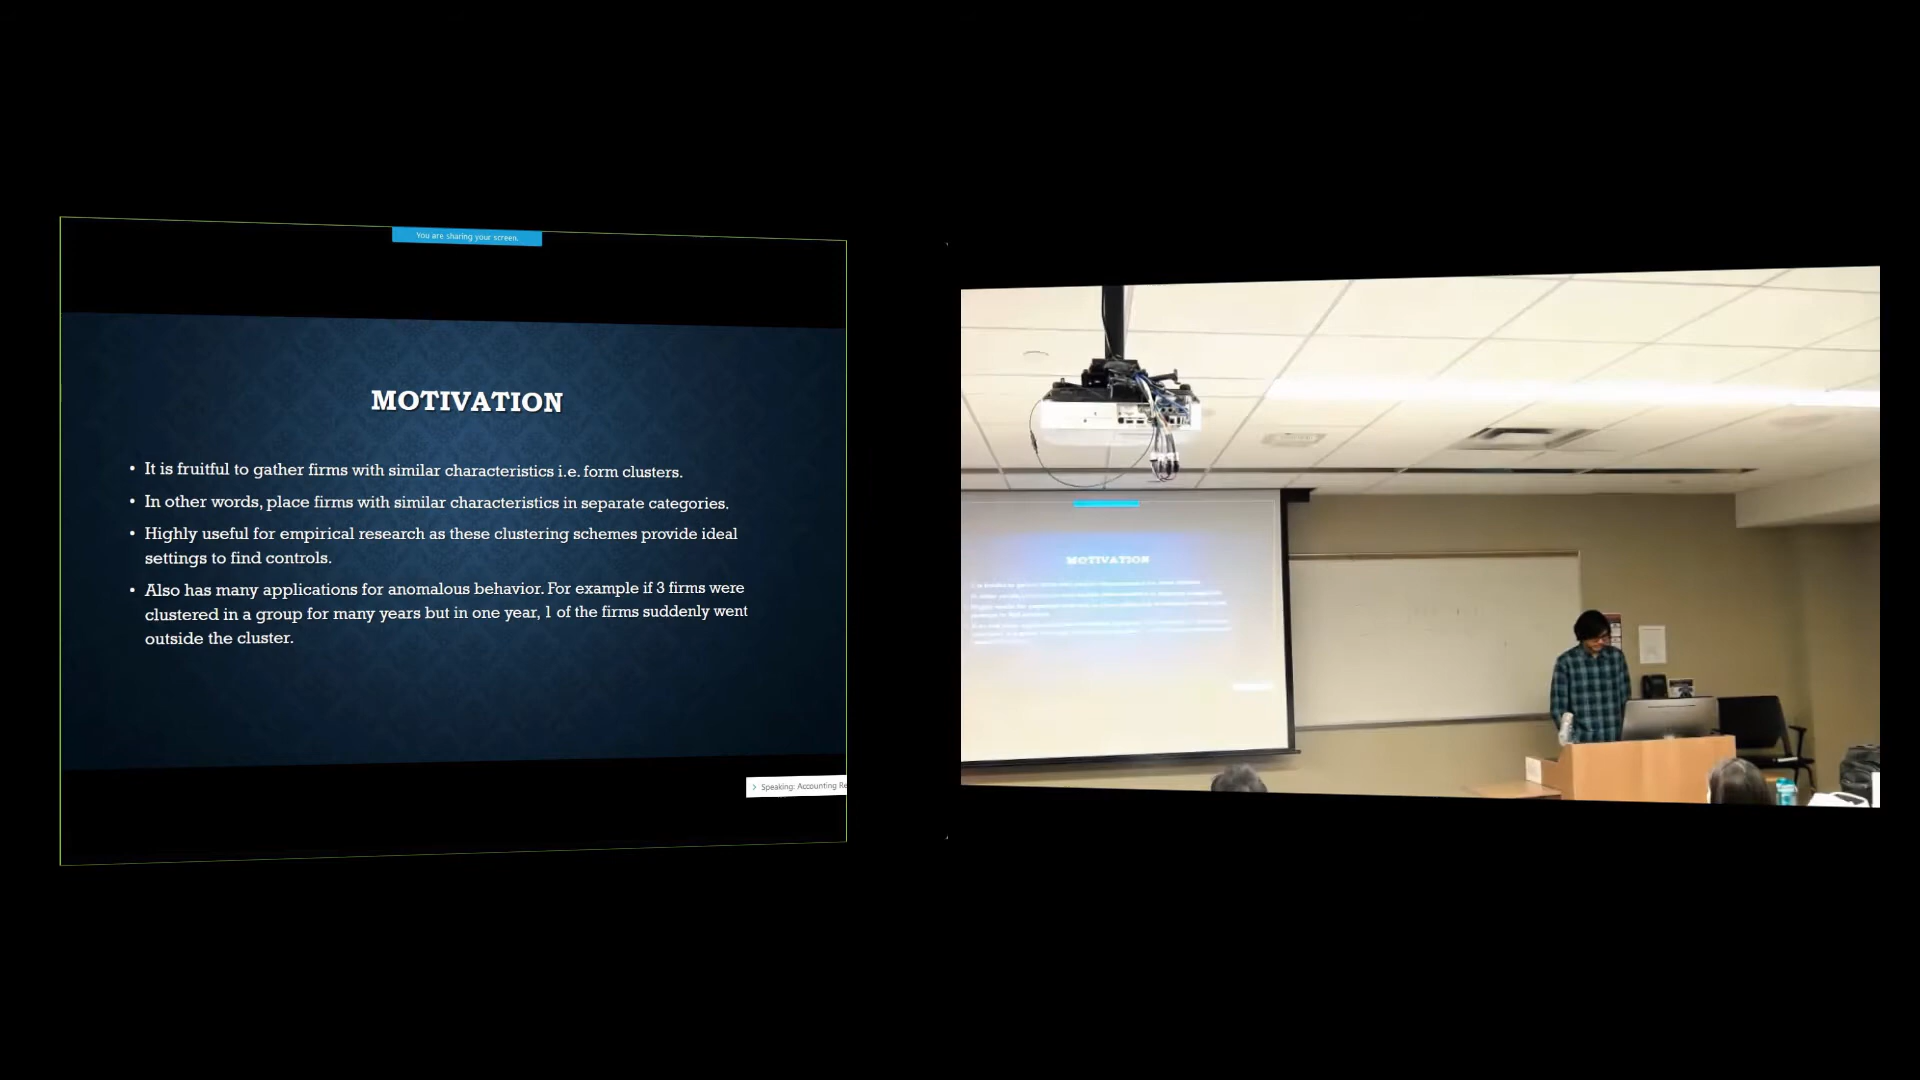 You are sharing your screen.
MOTIVATION
• It is fruitful to gather firms with similar characteristics i.e. form clusters.
• In other words, place firms with similar characteristics in separate categories.
• Highly useful for empirical research as these clustering schemes provide ideal
settings to find controls.
• Also has many applications for anomalous behavior. For example if 3 firms were
clustered in a group for many years but in one year, 1 of the firms suddenly went
outside the cluster.
Speaking: Accounting Re
MOTIVATION